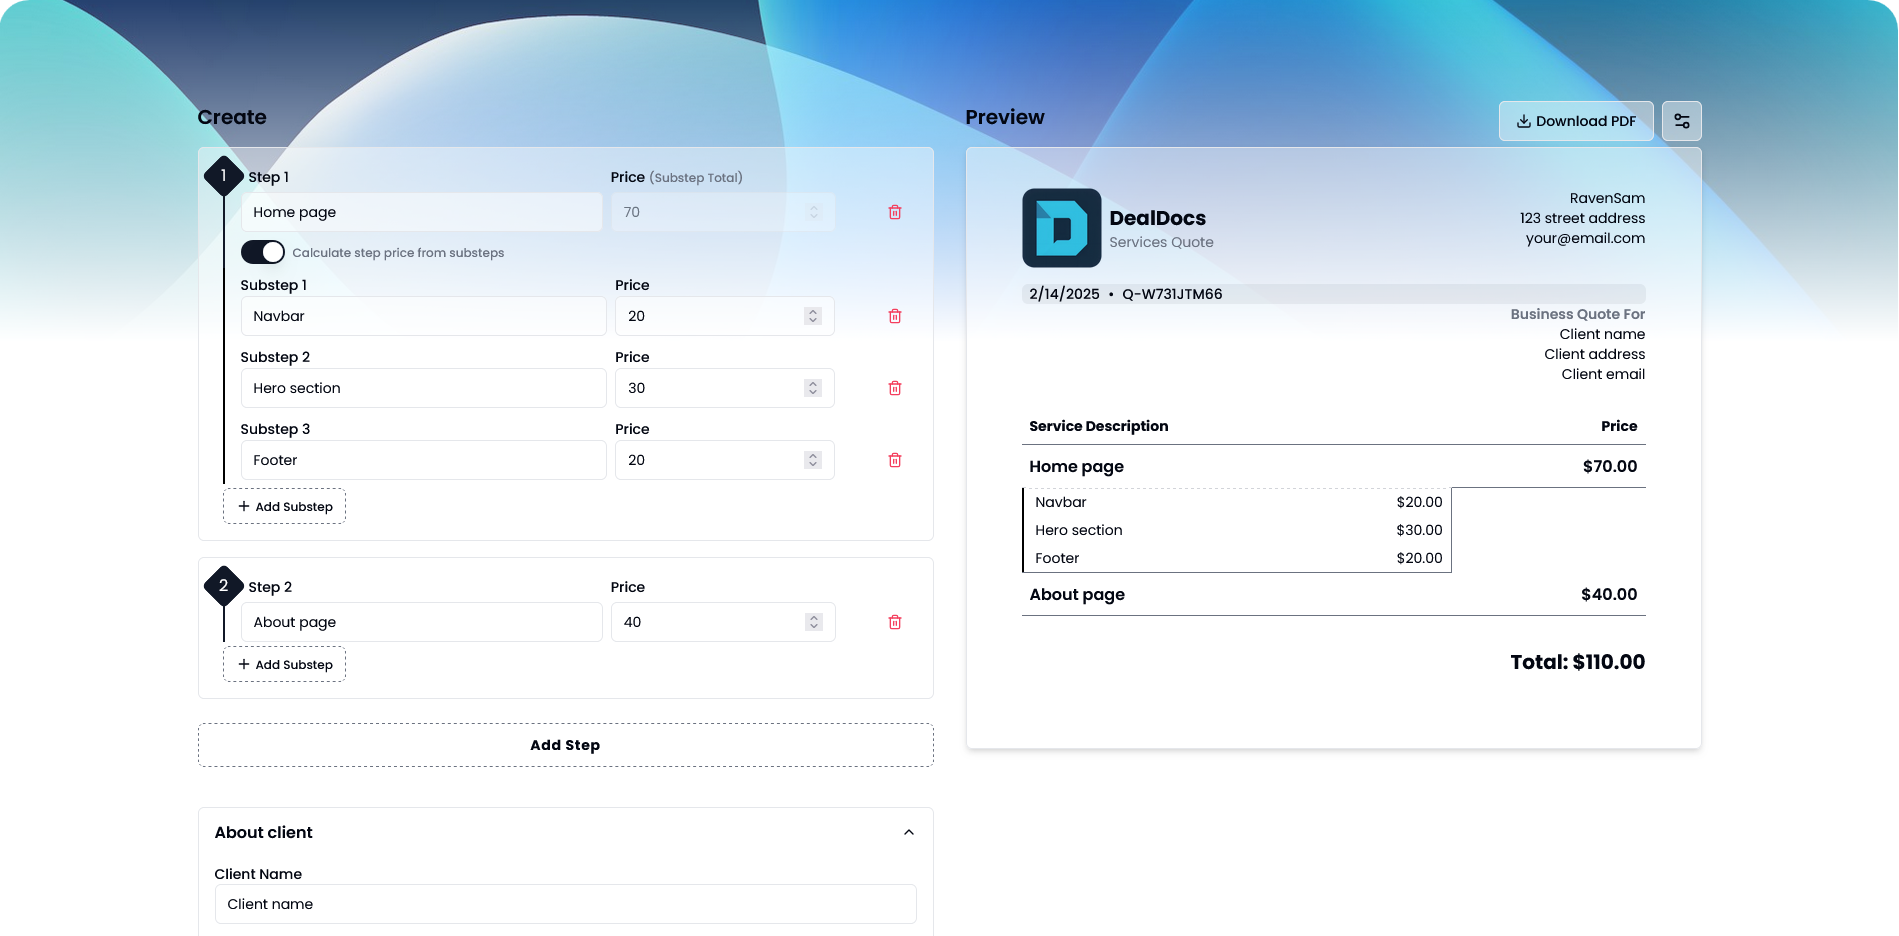 Create
1
Step 1
Price (Substep Total)
Home page
70
Calculate step price from substeps
Substep 1
Price
Navbar
20
Substep 2
Price
Hero section
30
Substep 3
Price
Footer
20
+ Add Substep
2
Step 2
Price
About page
40
+ Add Substep
Add Step
About client
Client Name
Client name
Preview
Download PDF
DealDocs
Services Quote
RavenSam
123 street address
your@email.com
2/14/2025 • Q-W731JTM66
Business Quote For
Client name
Client address
Client email
Service Description Price
Home page $70.00
Navbar $20.00
Hero section $30.00
Footer $20.00
About page $40.00
Total: $110.00